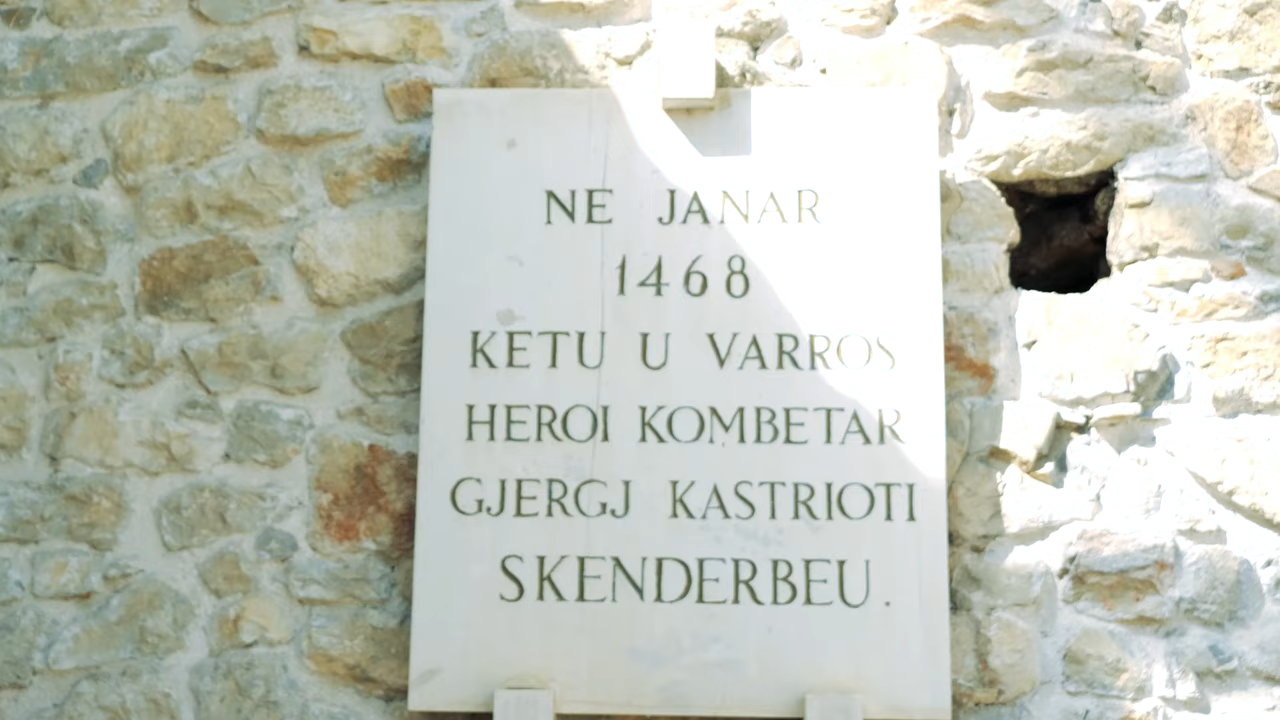 NE JANAR
1468
KETU U VARROS
HEROI KOMBETAR
GJERGJ KASTRIOTI
SKENDERBEU.